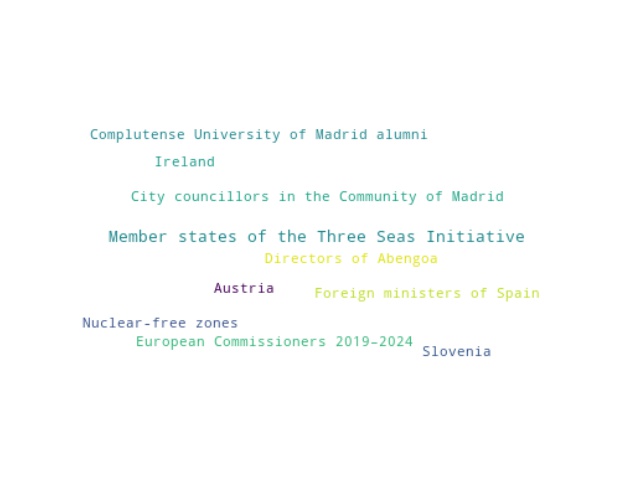 Complutense University of Madrid alumni
Ireland
City councillors in the Community of Madrid
Member states of the Three Seas Initiative
Directors of Abengoa
Austria
Foreign ministers of Spain
Nuclear-free zones
European Commissioners 2019–2024
Slovenia